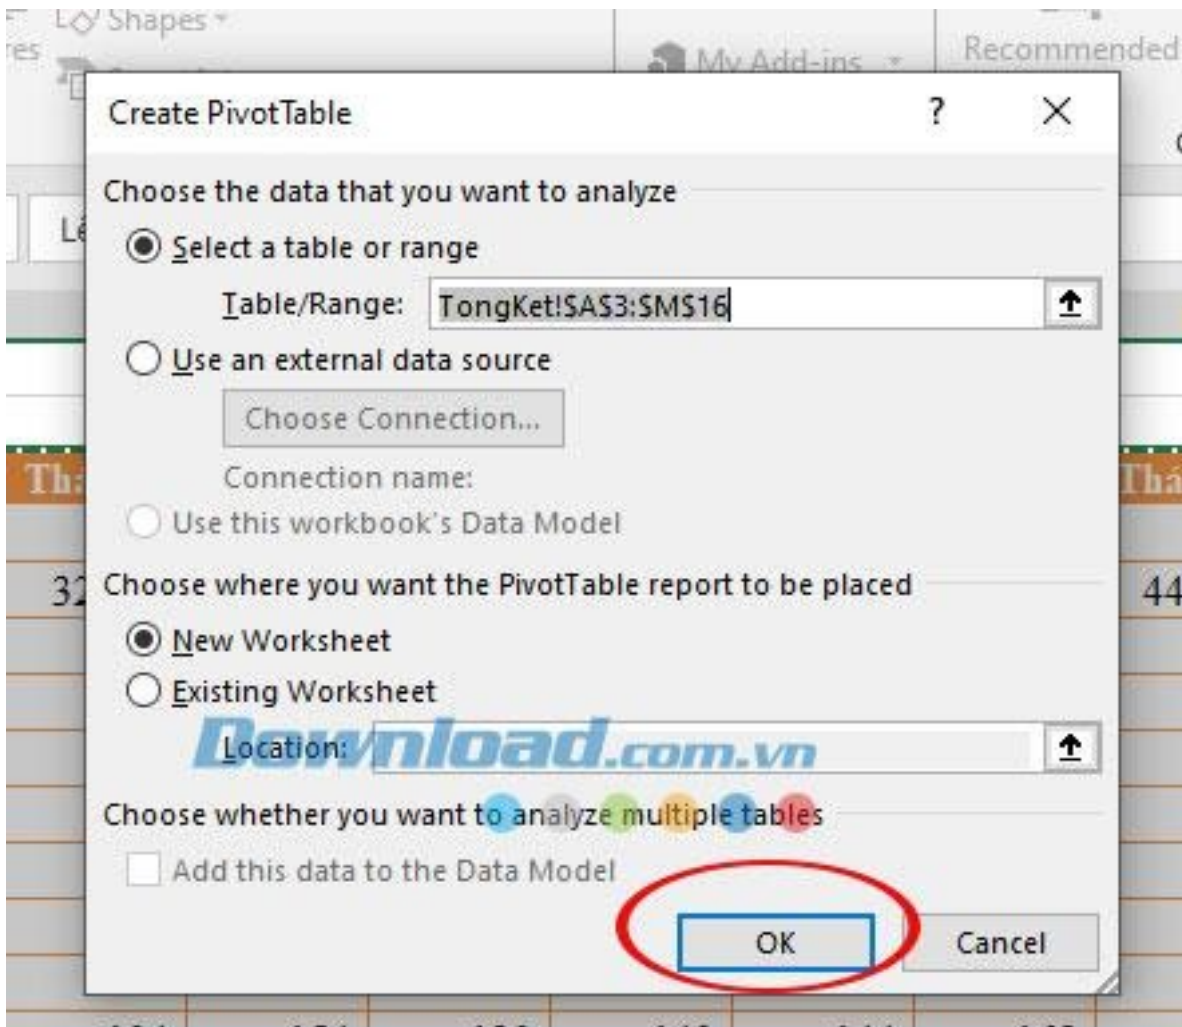 Shapes
res
My Add-ins
Recommended
Create PivotTable ? X
Choose the data that you want to analyze
Select a table or range
Table/Range: TongKet!$A$3:$M$16
Use an external data source
Choose Connection...
Connection name:
Use this workbook's Data Model
Choose where you want the PivotTable report to be placed
New Worksheet
Existing Worksheet
Location:
Download.com.vn
Choose whether you want to analyze multiple tables
Add this data to the Data Model
OK Cancel
32
44